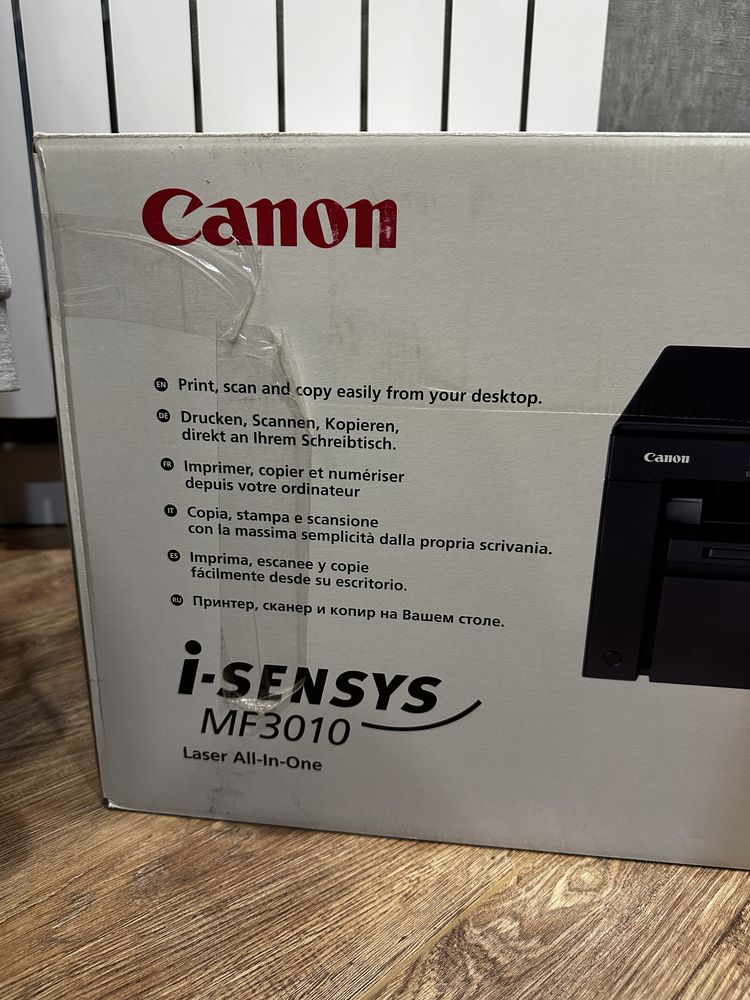 Canon
EN Print, scan and copy easily from your desktop.
DE Drucken, Scannen, Kopieren,
direkt an Ihrem Schreibtisch.
FR Imprimer, copier et numériser
depuis votre ordinateur
IT Copia, stampa e scansione
con la massima semplicità dalla propria scrivania.
ES Imprima, escanee y copie
fácilmente desde su escritorio.
RU Принтер, сканер и копир на Вашем столе.
Canon
i-SENSYS
MF3010
Laser All-In-One